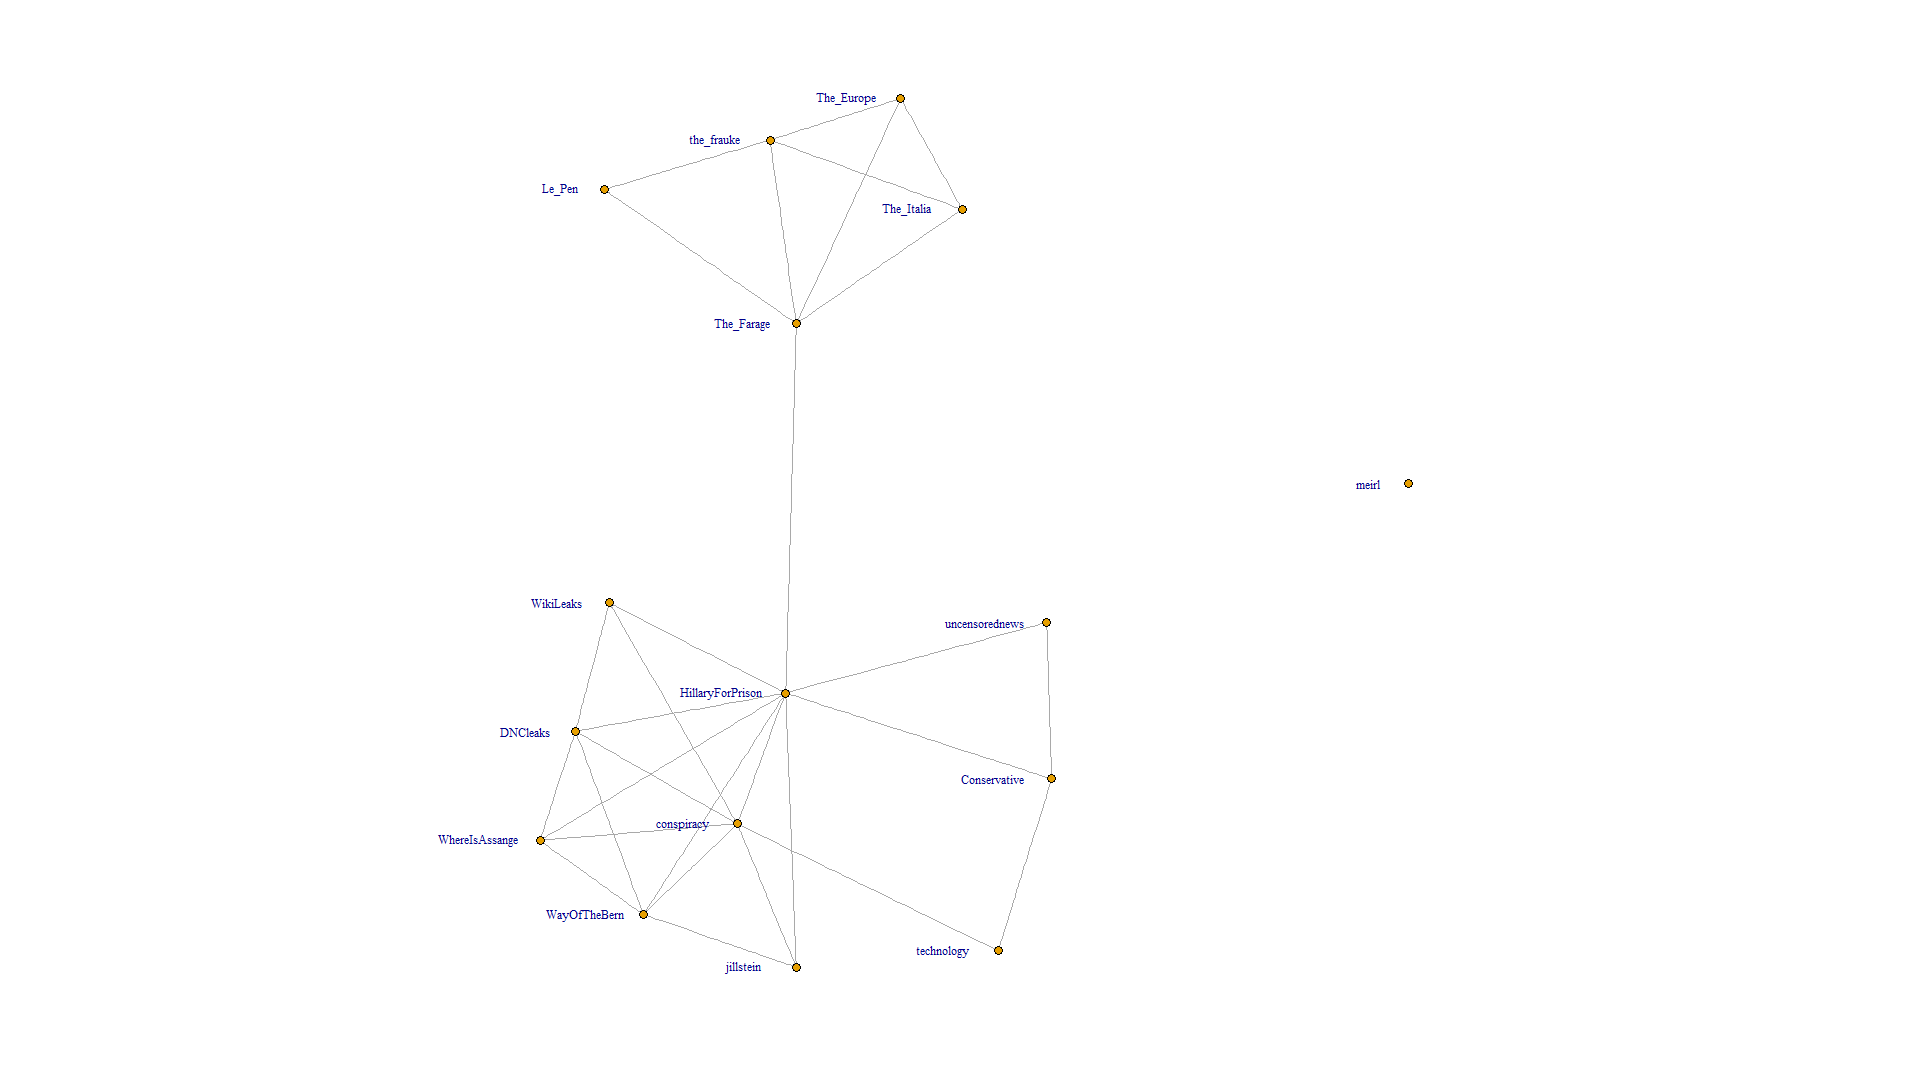 The_Europe
the_frauke
Le_Pen
The_Italia
The_Farage
meirl
WikiLeaks
uncensorednews
HillaryForPrison
DNCleaks
Conservative
conspiracy
WhereIsAssange
WayOfTheBern
technology
jillstein